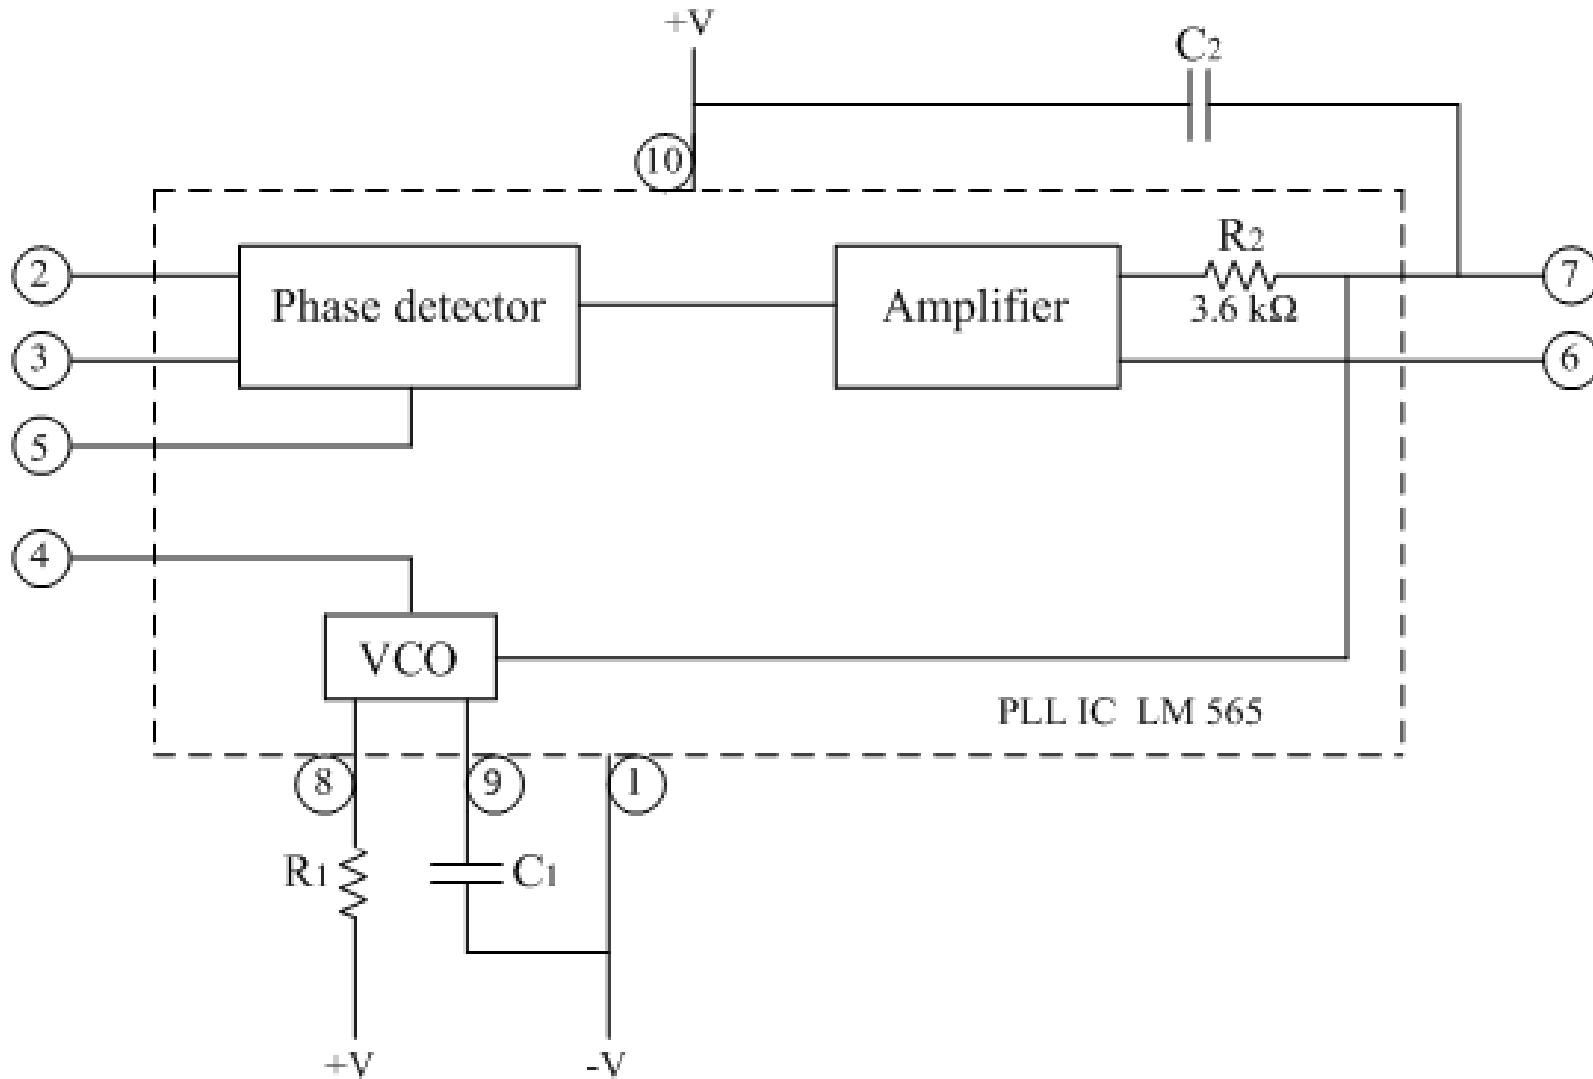 +V
C2
10
2
Phase detector
Amplifier
R2
3.6 kΩ
7
3
6
5
4
VCO
PLL IC LM 565
8
9
1
R1
C1
+V
-V